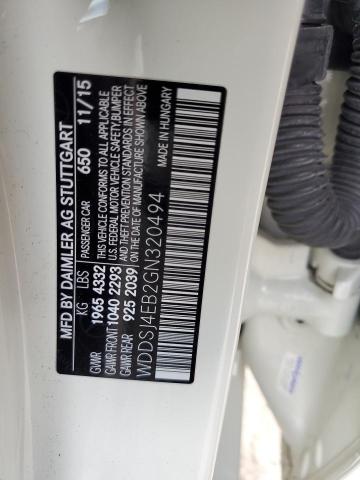 MFD BY DAIMLER AG STUTTGART
KG LBS PASSENGER CAR 650 11/15
GVWR 1965 4332 THIS VEHICLE CONFORMS TO ALL APPLICABLE
GAWR FRONT 1040 2293 U.S. FEDERAL MOTOR VEHICLE SAFETY, BUMPER
GAWR REAR 925 2039 AND THEFT PREVENTION STANDARDS IN EFFECT
ON THE DATE OF MANUFACTURE SHOWN ABOVE
WDDSJ4EB2GN320494 MADE IN HUNGARY